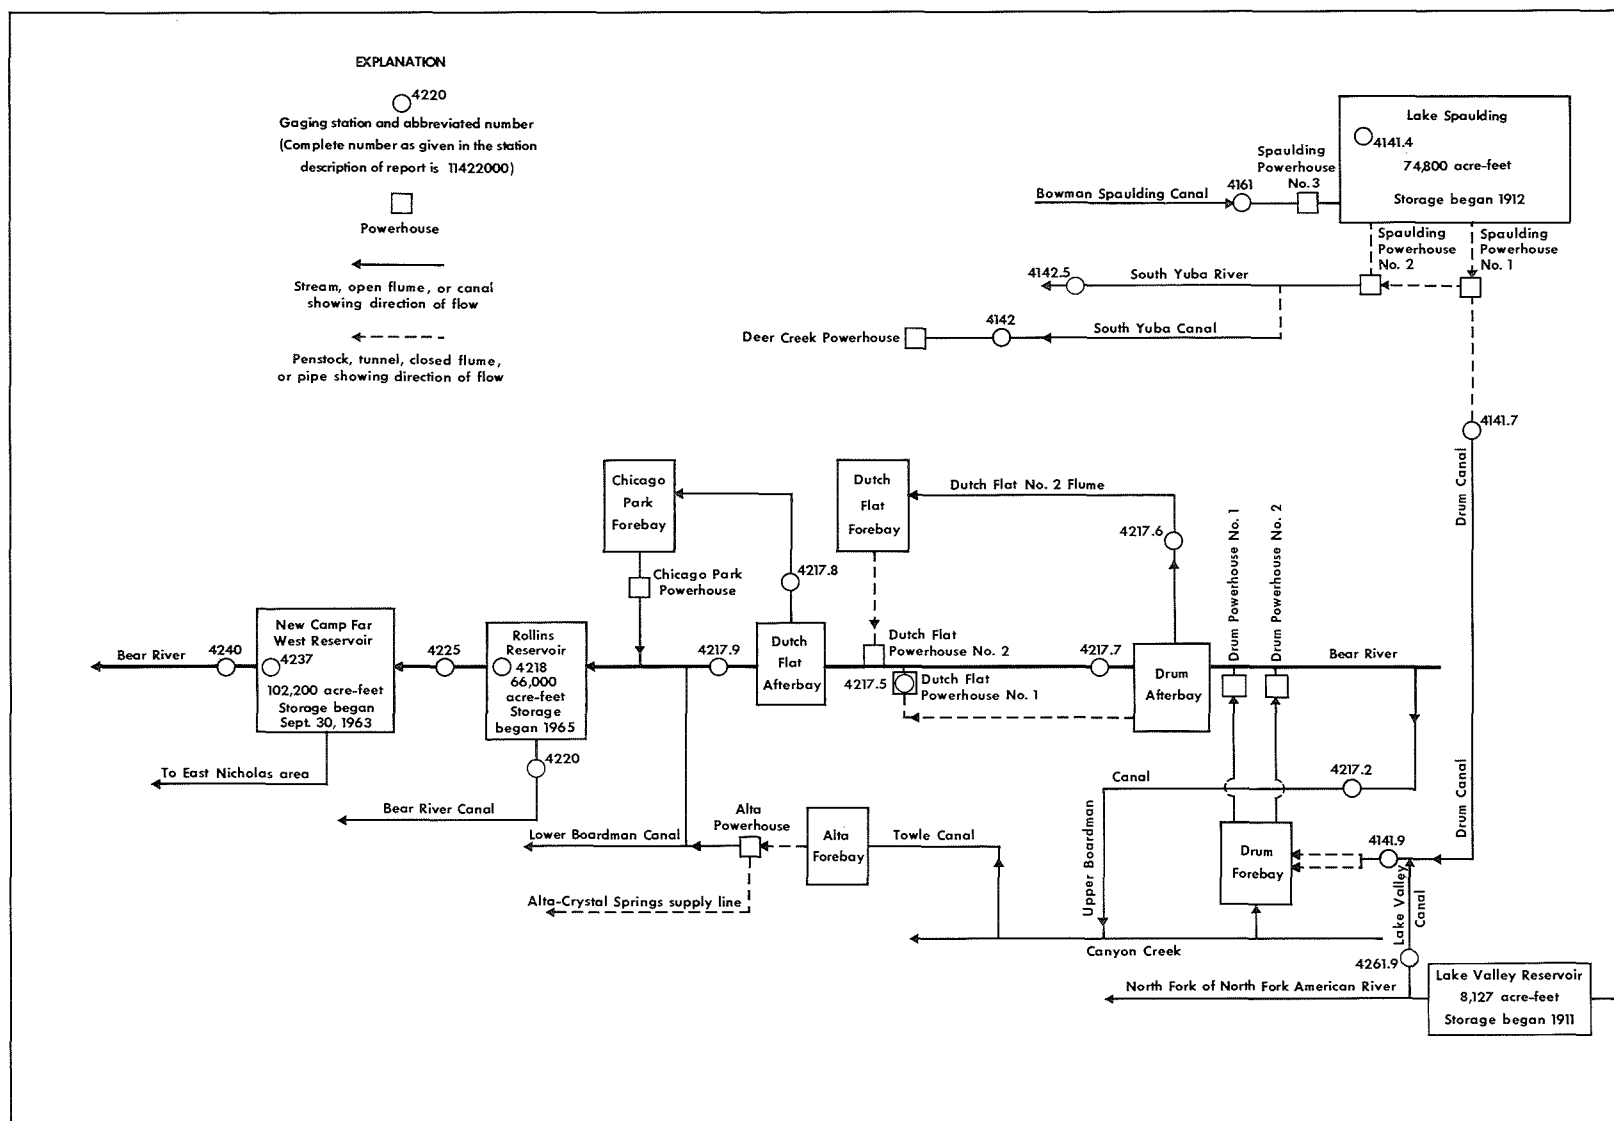 EXPLANATION
4220
Gaging station and abbreviated number
(Complete number as given in the station
description of report is 11422000)
Powerhouse
Stream, open flume, or canal
showing direction of flow
Penstock, tunnel, closed flume,
or pipe showing direction of flow
Lake Spaulding
4141.4
74,800 acre-feet
Storage began 1912
Spaulding
Powerhouse
No. 3
4161
Bowman Spaulding Canal
Spaulding
Powerhouse
No. 2
Spaulding
Powerhouse
No. 1
4142.5
South Yuba River
4142
South Yuba Canal
Deer Creek Powerhouse
4141.7
Drum Canal
Chicago
Park
Forebay
Dutch
Flat
Forebay
Dutch Flat No. 2 Flume
4217.6
Drum Powerhouse No. 1
Drum Powerhouse No. 2
4217.8
Chicago Park
Powerhouse
New Camp Far
West Reservoir
4237
102,200 acre-feet
Storage began
Sept. 30, 1963
Bear River
4240
4225
Rollins
Reservoir
4218
66,000
acre-feet
Storage
began 1965
4217.9
Dutch
Flat
Afterbay
Dutch Flat
Powerhouse No. 2
4217.5
Dutch Flat
Powerhouse No. 1
4217.7
Drum
Afterbay
Bear River
To East Nicholas area
4220
Bear River Canal
Canal
4217.2
Drum Canal
Lower Boardman Canal
Alta
Powerhouse
Alta
Forebay
Towle Canal
Upper Boardman
Drum
Forebay
4141.9
Lake Valley
Canal
Alta-Crystal Springs supply line
Canyon Creek
4261.9
North Fork of North Fork American River
Lake Valley Reservoir
8,127 acre-feet
Storage began 1911